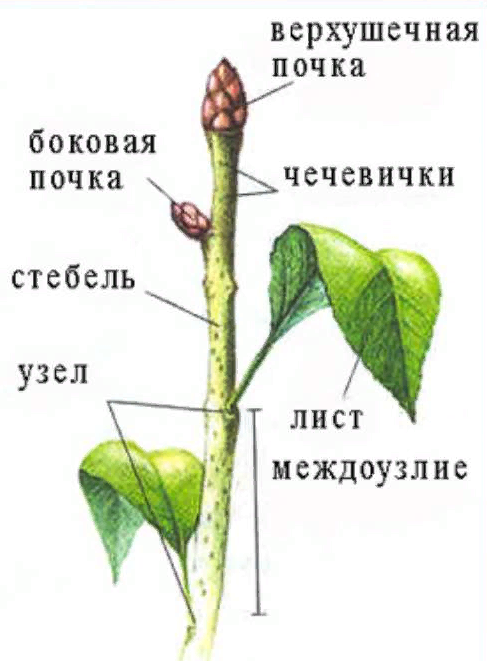 верхушечная
почка
боковая
почка
чечевички
стебель
узел
лист
междоузлие